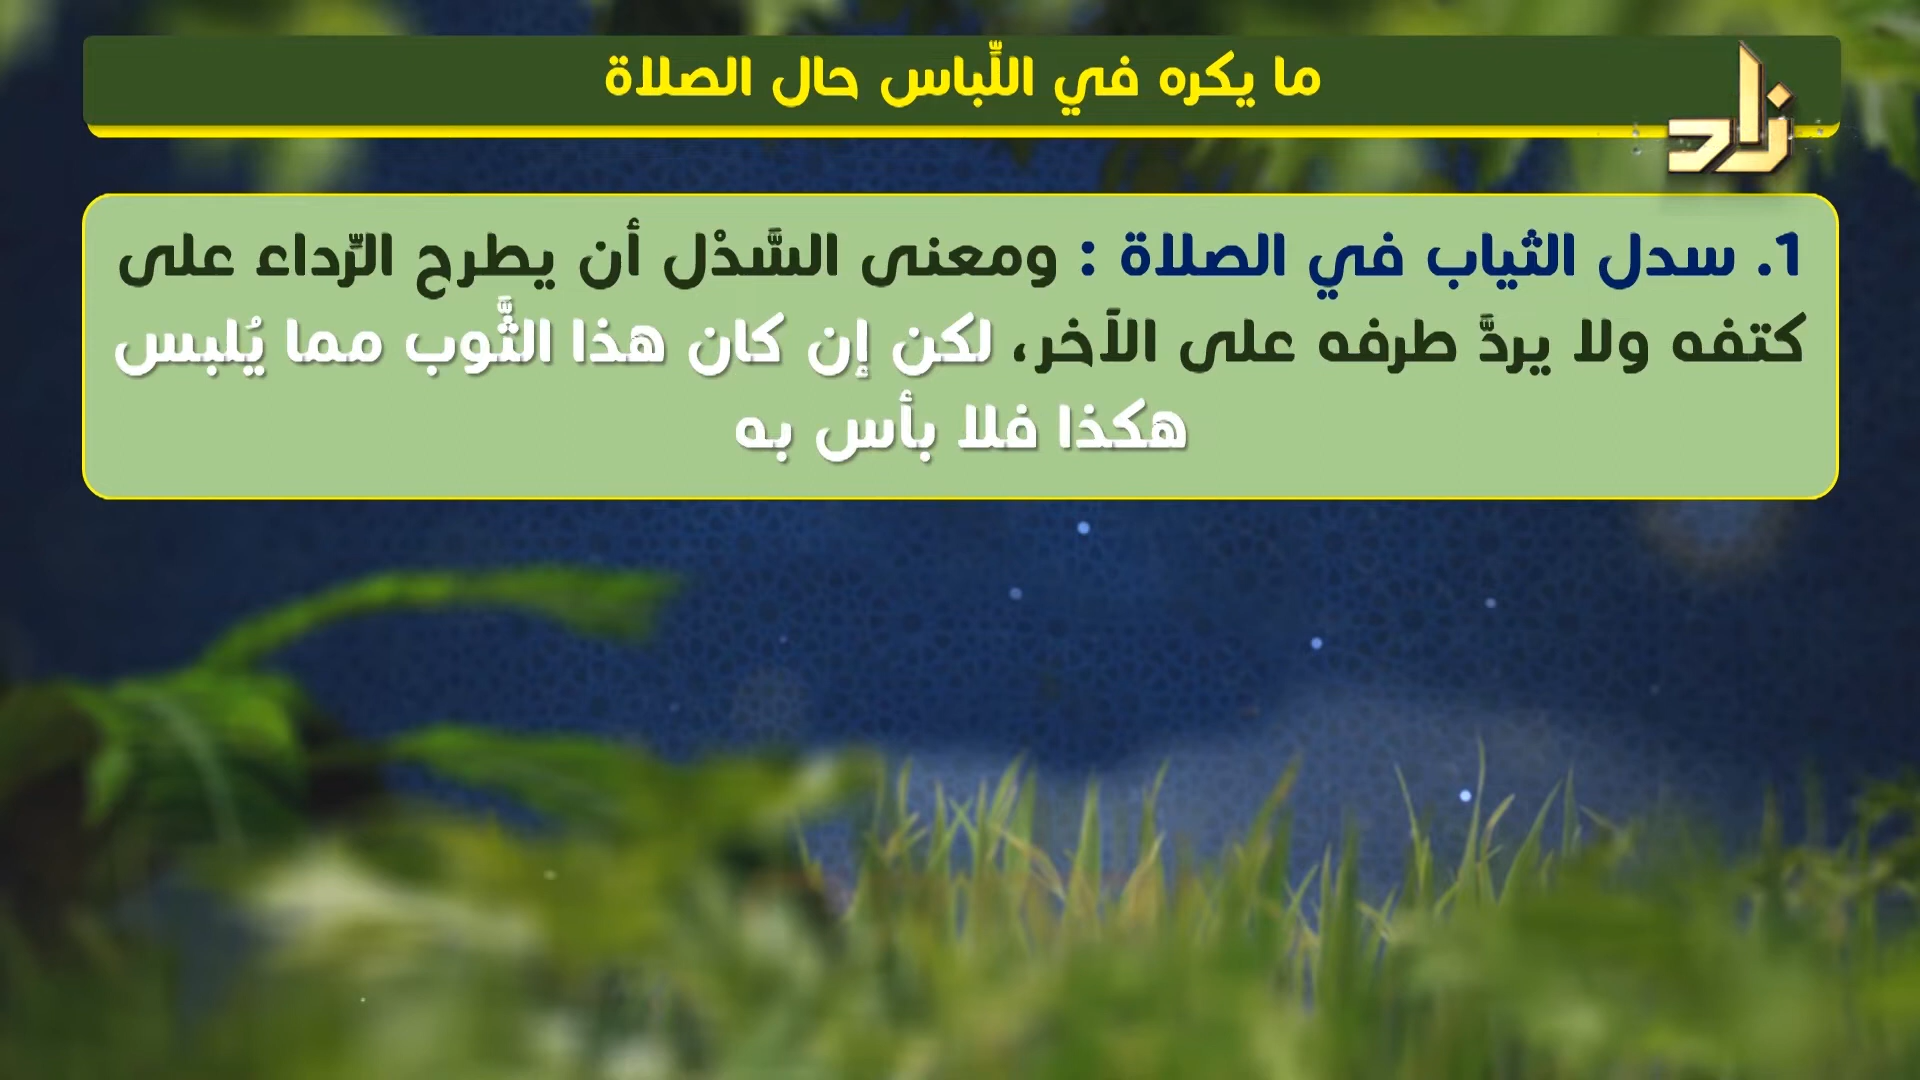 ما يكره في اللِّباس حال الصلاة
زاد
1. سدل الثياب في الصلاة : ومعنى السَّدْل أن يطرح الرِّداء على
كتفه ولا يردَّ طرفه على الآخر، لكن إن كان هذا الثَّوب مما يُلبس
هكذا فلا بأس به